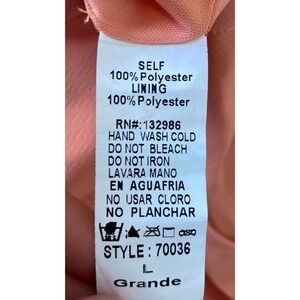 SELF
100%Polyester
LINING
100%Polyester
RN#:132986
HAND WASH COLD
DO NOT BLEACH
DO NOT IRON
LAVARA MANO
EN AGUAFRIA
NO USAR CLORO
NO PLANCHAR
STYLE:70036
L
Grande